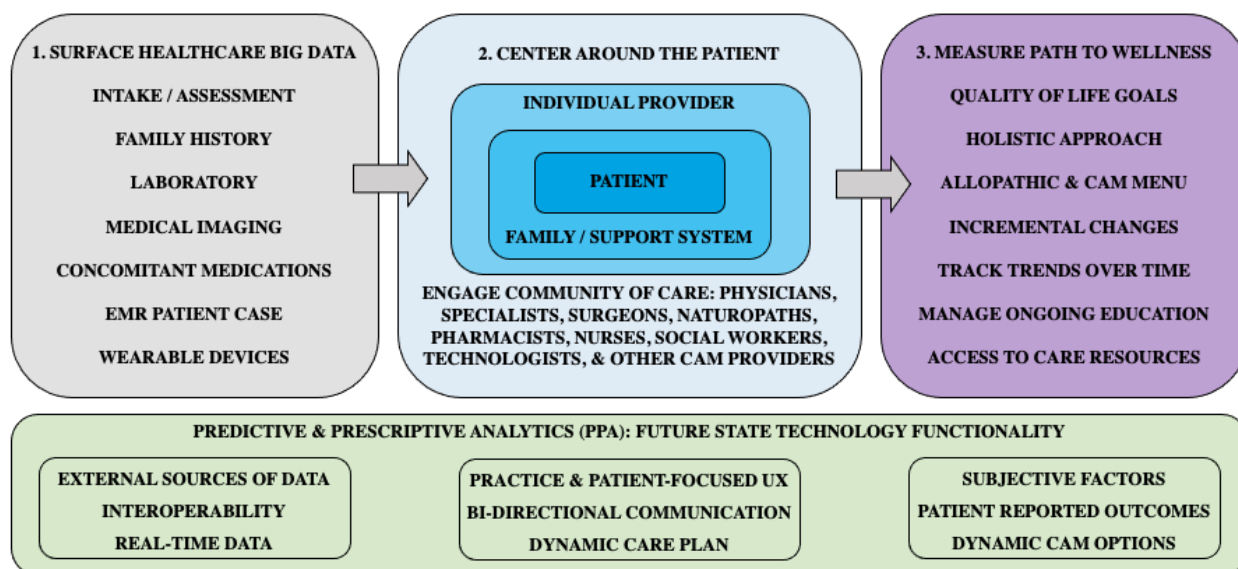 1. SURFACE HEALTHCARE BIG DATA
INTAKE / ASSESSMENT
FAMILY HISTORY
LABORATORY
MEDICAL IMAGING
CONCOMITANT MEDICATIONS
EMR PATIENT CASE
WEARABLE DEVICES
2. CENTER AROUND THE PATIENT
INDIVIDUAL PROVIDER
PATIENT
FAMILY / SUPPORT SYSTEM
ENGAGE COMMUNITY OF CARE: PHYSICIANS,
SPECIALISTS, SURGEONS, NATUROPATHS,
PHARMACISTS, NURSES, SOCIAL WORKERS,
TECHNOLOGISTS, & OTHER CAM PROVIDERS
3. MEASURE PATH TO WELLNESS
QUALITY OF LIFE GOALS
HOLISTIC APPROACH
ALLOPATHIC & CAM MENU
INCREMENTAL CHANGES
TRACK TRENDS OVER TIME
MANAGE ONGOING EDUCATION
ACCESS TO CARE RESOURCES
PREDICTIVE & PRESCRIPTIVE ANALYTICS (PPA): FUTURE STATE TECHNOLOGY FUNCTIONALITY
EXTERNAL SOURCES OF DATA
INTEROPERABILITY
REAL-TIME DATA
PRACTICE & PATIENT-FOCUSED UX
BI-DIRECTIONAL COMMUNICATION
DYNAMIC CARE PLAN
SUBJECTIVE FACTORS
PATIENT REPORTED OUTCOMES
DYNAMIC CAM OPTIONS